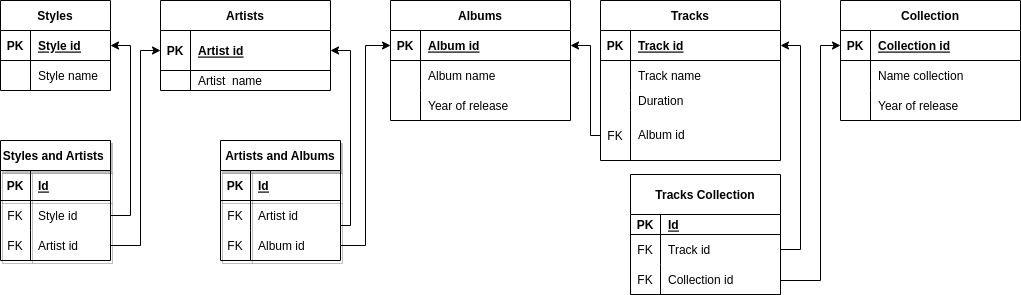 Styles
PK Style id
Style name
Artists
PK Artist id
Artist name
Albums
PK Album id
Album name
Year of release
Tracks
PK Track id
Track name
Duration
FK Album id
Collection
PK Collection id
Name collection
Year of release
Styles and Artists
PK Id
FK Style id
FK Artist id
Artists and Albums
PK Id
FK Artist id
FK Album id
Tracks Collection
PK Id
FK Track id
FK Collection id